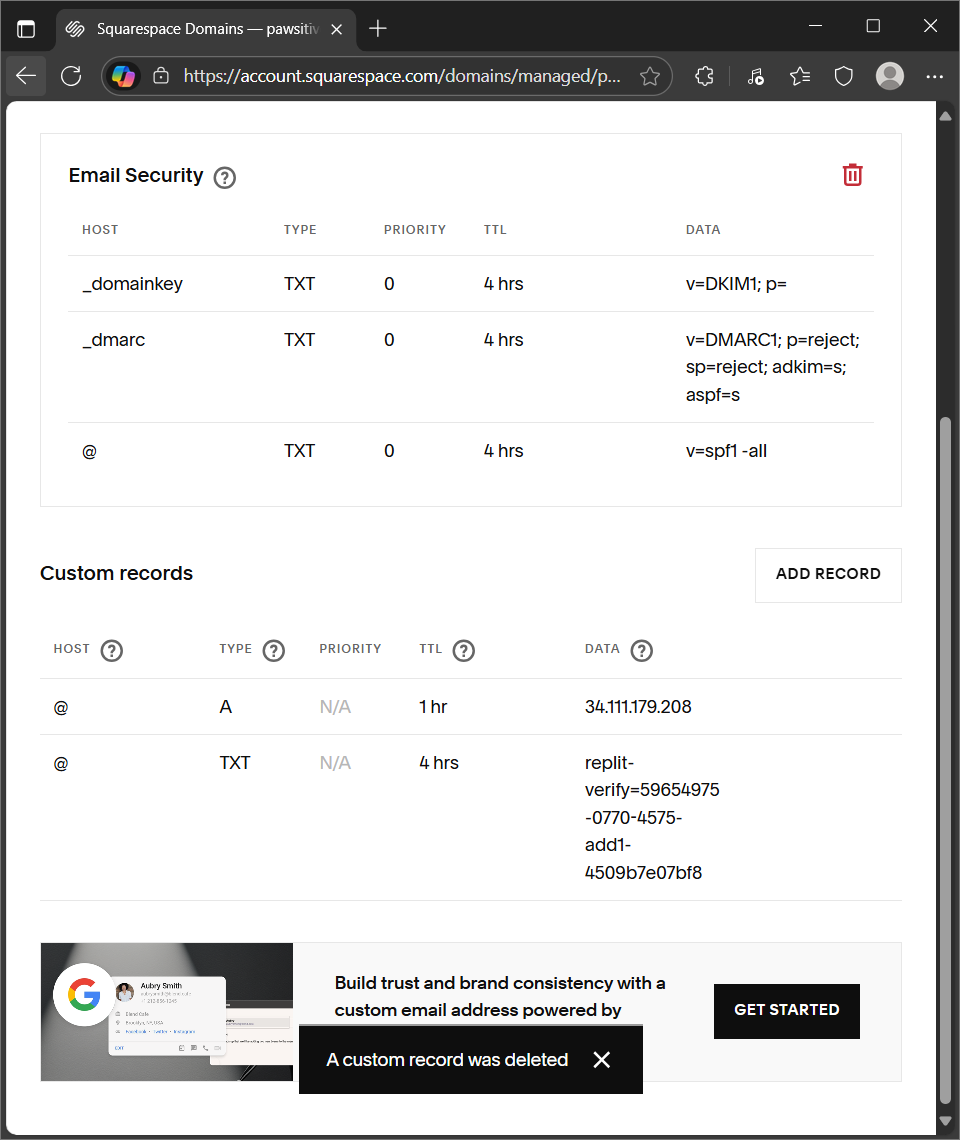 Squarespace Domains — pawsitiv
https://account.squarespace.com/domains/managed/p...
Email Security ?
HOST TYPE PRIORITY TTL DATA
_domainkey TXT 0 4 hrs v=DKIM1; p=
_dmarc TXT 0 4 hrs v=DMARC1; p=reject;
sp=reject; adkim=s;
aspf=s
@ TXT 0 4 hrs v=spf1 -all
Custom records
ADD RECORD
HOST ? TYPE ? PRIORITY TTL ? DATA ?
@ A N/A 1 hr 34.111.179.208
@ TXT N/A 4 hrs replit-
verify=59654975
-0770-4575-
add1-
4509b7e07bf8
Aubry Smith
Facebook · Twitter · Instagram
Build trust and brand consistency with a
custom email address powered by
GET STARTED
A custom record was deleted